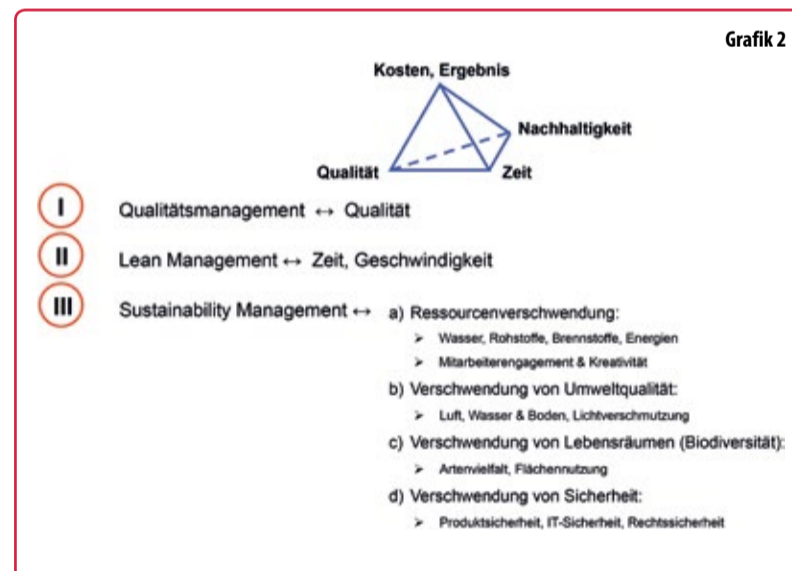 Grafik 2
Kosten, Ergebnis
Nachhaltigkeit
Qualität
Zeit
I Qualitätsmanagement ↔ Qualität
II Lean Management ↔ Zeit, Geschwindigkeit
III Sustainability Management ↔ a) Ressourcenverschwendung:
➢ Wasser, Rohstoffe, Brennstoffe, Energien
➢ Mitarbeiterengagement & Kreativität
b) Verschwendung von Umweltqualität:
➢ Luft, Wasser & Boden, Lichtverschmutzung
c) Verschwendung von Lebensräumen (Biodiversität):
➢ Artenvielfalt, Flächennutzung
d) Verschwendung von Sicherheit:
➢ Produktsicherheit, IT-Sicherheit, Rechtssicherheit